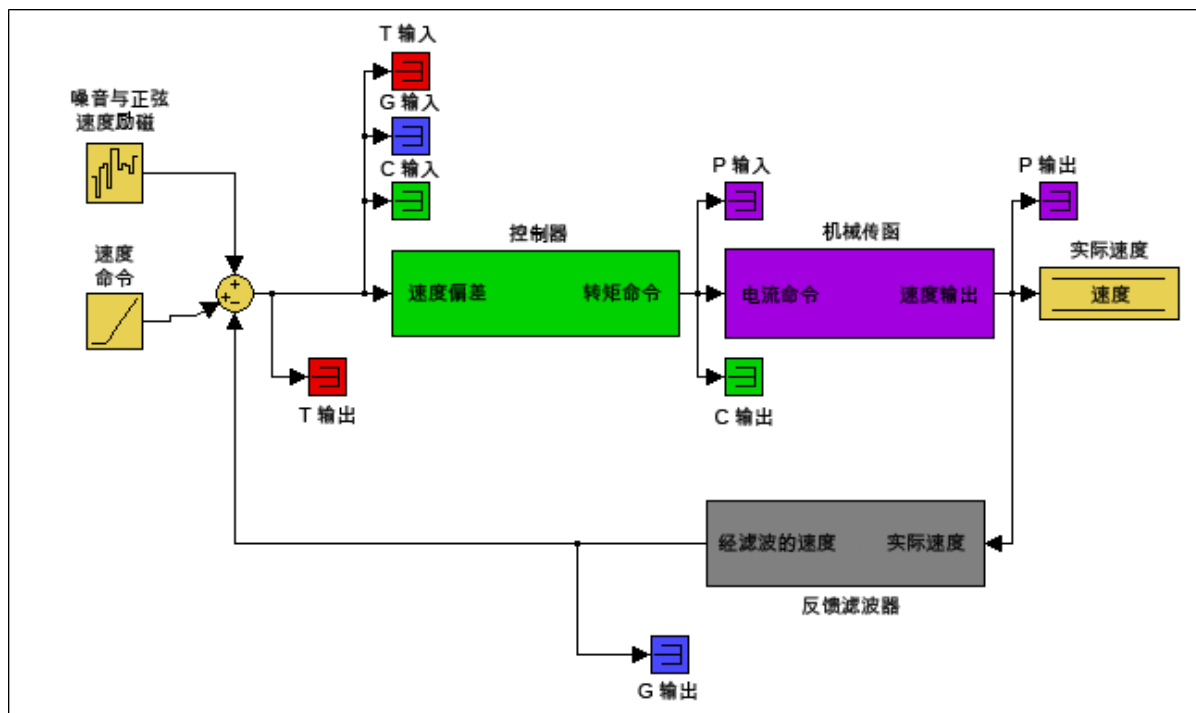 T 输入
噪音与正弦
速度励磁
G 输入
C 输入
P 输入
P 输出
速度
命令
控制器
机械传函
实际速度
速度偏差
转矩命令
电流命令
速度输出
速度
T 输出
C 输出
经滤波的速度
实际速度
反馈滤波器
G 输出